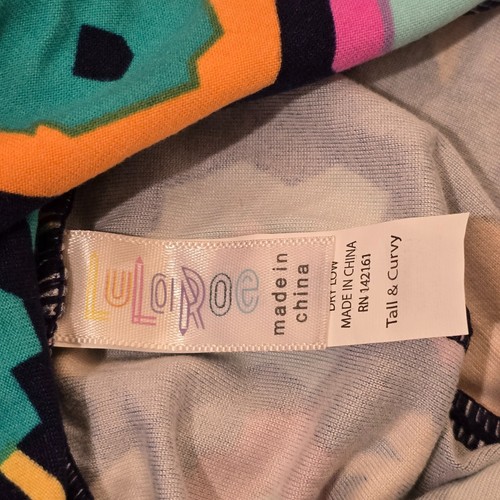 LuLaRoe
made in
china
DRY LOW
MADE IN CHINA
RN 142161
Tall & Curvy